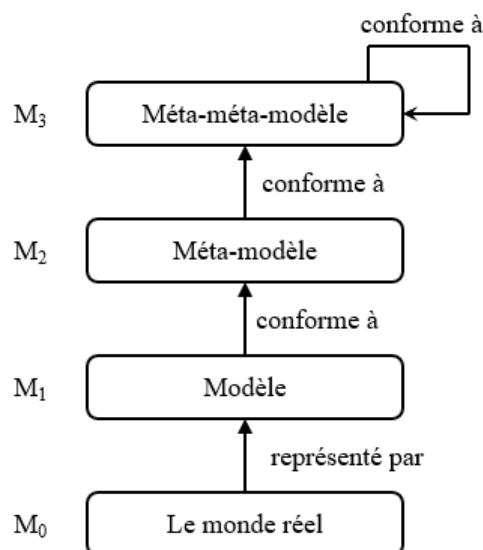 conforme à
M₃ Méta-méta-modèle
conforme à
M₂ Méta-modèle
conforme à
M₁ Modèle
représenté par
M₀ Le monde réel